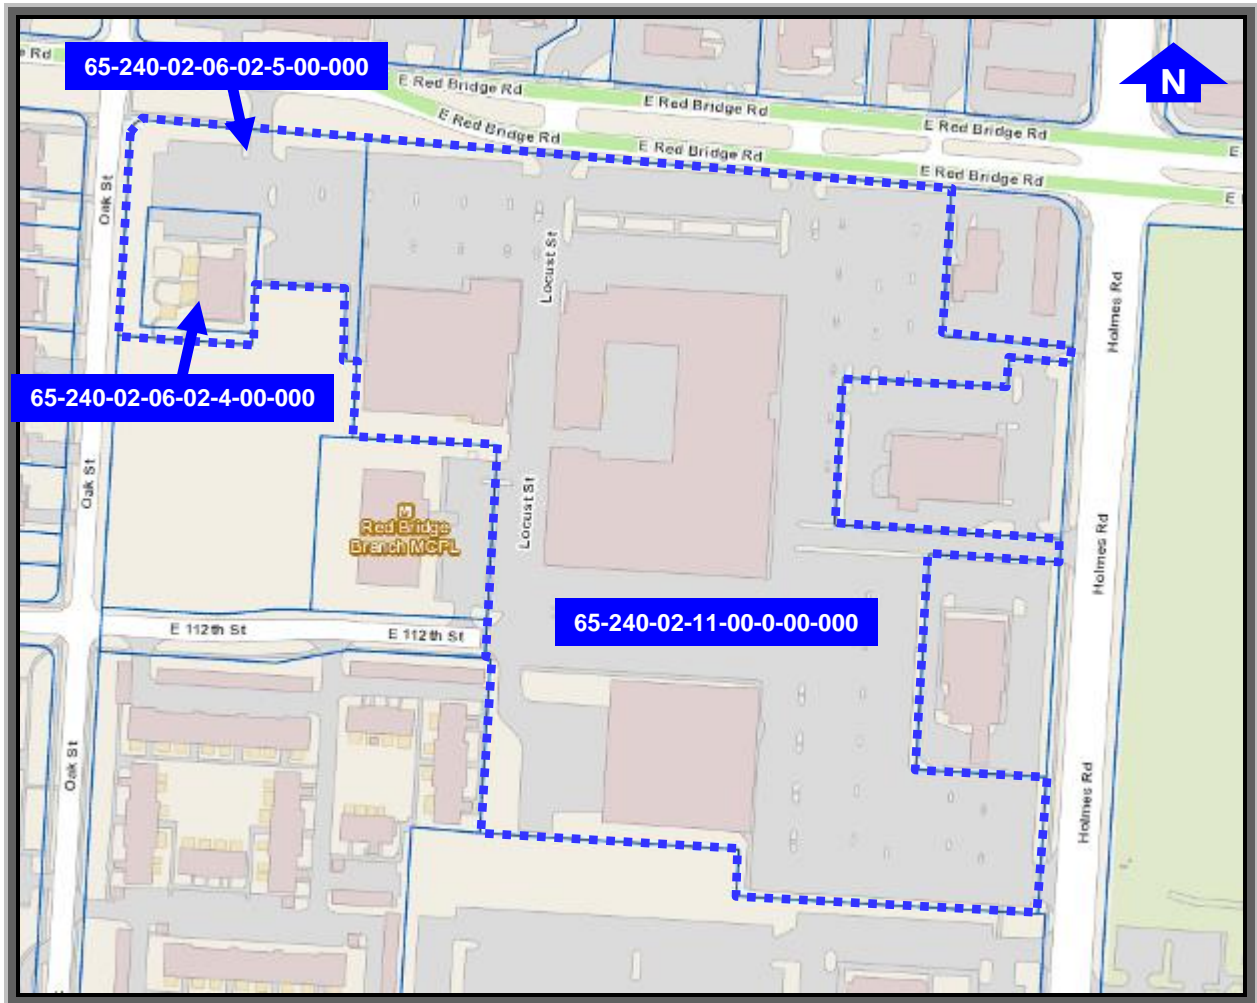 e Rd
65-240-02-06-02-5-00-000
E Red Bridge Rd
E Red Bridge Rd
E Red Bridge Rd
N
E Red Bridge Rd
E Red Bridge Rd
E
E Red Bridge Rd
E
Oak St
Locust St
Holmes Rd
65-240-02-06-02-4-00-000
Oak St
Locust St
M
Red Bridge
Branch MCPL
Holmes Rd
65-240-02-11-00-0-00-000
E 112th St
E 112th St
Oak St
Holmes Rd